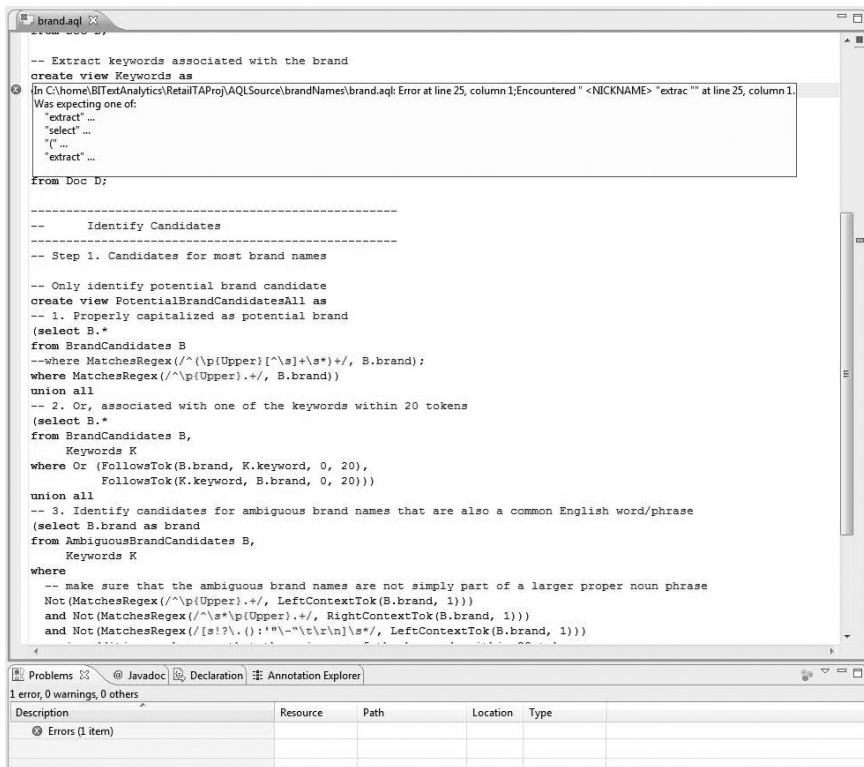 brand.aql
from Doc D;
-- Extract keywords associated with the brand
create view Keywords as
In C:\home\BITextAnalytics\RetailTAProj\AQLSource\brandNames\brand.aql: Error at line 25, column 1;Encountered " <NICKNAME> "extrac "" at line 25, column 1.
Was expecting one of:
"extract" ...
"select" ...
"(" ...
"extract" ...
from Doc D;
----------------------------------------------------
-- Identify Candidates
----------------------------------------------------
-- Step 1. Candidates for most brand names
-- Only identify potential brand candidate
create view PotentialBrandCandidatesAll as
-- 1. Properly capitalized as potential brand
(select B.*
from BrandCandidates B
--where MatchesRegex(/^(\p{Upper}[^\s]+\s*)+/, B.brand);
where MatchesRegex(/^\p{Upper}.+/, B.brand))
union all
-- 2. Or, associated with one of the keywords within 20 tokens
(select B.*
from BrandCandidates B,
Keywords K
where Or (FollowsTok(B.brand, K.keyword, 0, 20),
FollowsTok(K.keyword, B.brand, 0, 20)))
union all
-- 3. Identify candidates for ambiguous brand names that are also a common English word/phrase
(select B.brand as brand
from AmbiguousBrandCandidates B,
Keywords K
where
-- make sure that the ambiguous brand names are not simply part of a larger proper noun phrase
Not(MatchesRegex(/^\p{Upper}.+/, LeftContextTok(B.brand, 1)))
and Not(MatchesRegex(/^\s*\p{Upper}.+/, RightContextTok(B.brand, 1)))
and Not(MatchesRegex(/[s!?\.():'"\-“\t\r\n]\s*/, LeftContextTok(B.brand, 1)))
Problems @ Javadoc Declaration Annotation Explorer
1 error, 0 warnings, 0 others
Description Resource Path Location Type
Errors (1 item)